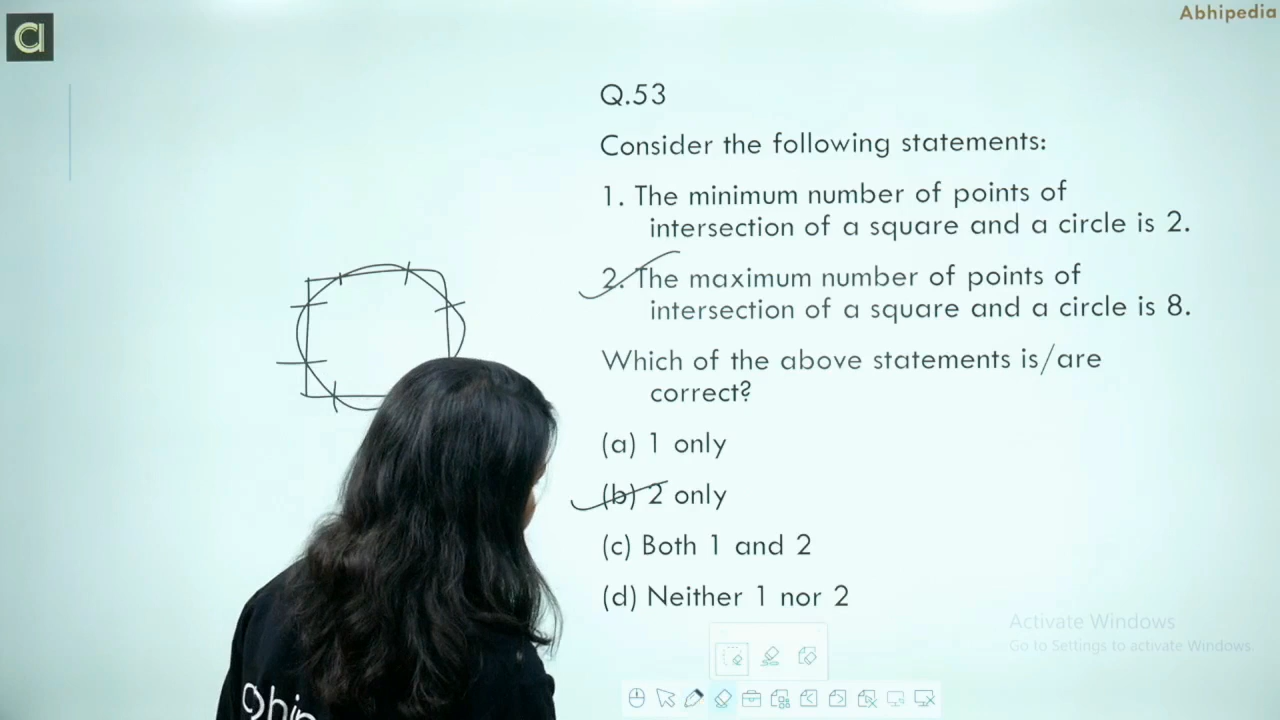 Abhipedia
Q.53
Consider the following statements:
1. The minimum number of points of
intersection of a square and a circle is 2.
2. The maximum number of points of
intersection of a square and a circle is 8.
Which of the above statements is/are
correct?
(a) 1 only
(b) 2 only
(c) Both 1 and 2
(d) Neither 1 nor 2
Activate Windows
Go to Settings to activate Windows.